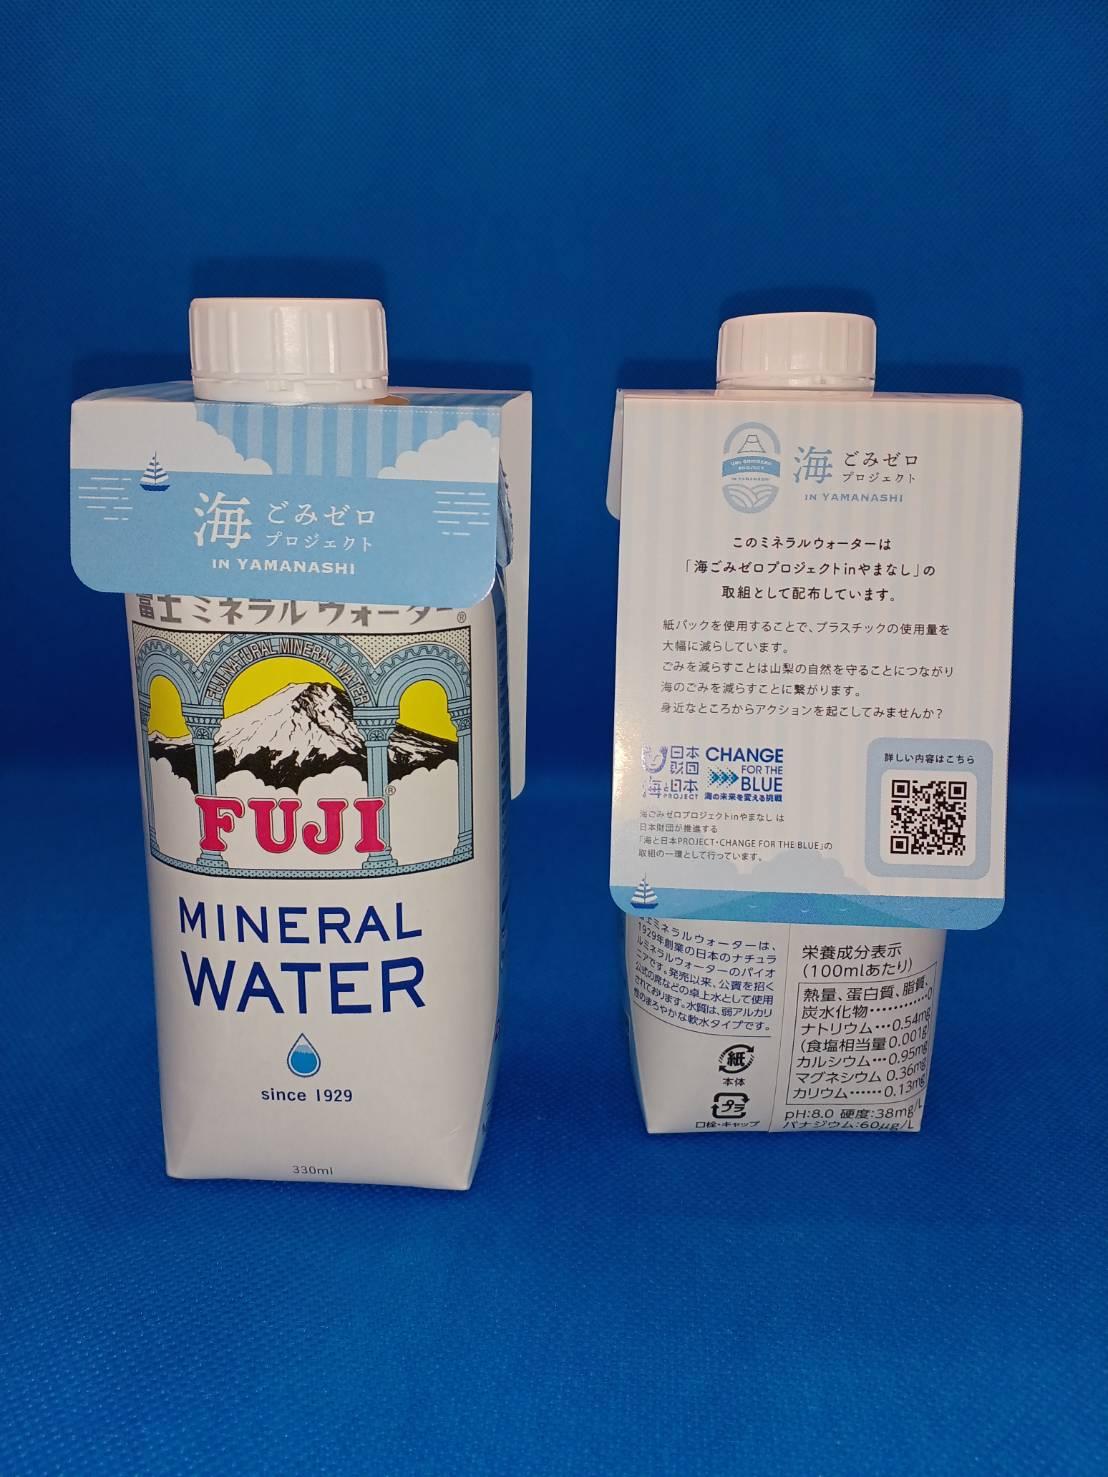 海 ごみゼロ
プロジェクト
IN YAMANASHI
富士ミネラルウォーター®
FUJI NATURAL MINERAL WATER
FUJI®
MINERAL
WATER
since 1929
330ml
IN YAMANASHI
海 ごみゼロ
プロジェクト
IN YAMANASHI
このミネラルウォーターは
「海ごみゼロプロジェクトinやまなし」の
取組として配布しています。
紙パックを使用することで、プラスチックの使用量を
大幅に減らしています。
ごみを減らすことは山梨の自然を守ることにつながり
海のごみを減らすことに繋がります。
身近なところからアクションを起こしてみませんか?
日本
財団
海と日本
PROJECT
CHANGE
FOR THE
BLUE
海の未来を変える挑戦
詳しい内容はこちら
海ごみゼロプロジェクトinやまなし は
日本財団が推進する
「海と日本PROJECT・CHANGE FOR THE BLUE」の
取組の一環として行っています。
士ミネラルウォーターは、
1929年創業の日本のナチュラ
ルミネラルウォーターのパイオ
ニアです。発売以来、公賓を招く
公式の席などの卓上水として使用
されております。水質は、弱アルカリ
性のまろやかな軟水タイプです。
紙
本体
プラ
口栓・キャップ
栄養成分表示
(100mlあたり)
熱量、蛋白質、脂質、
炭水化物………0
ナトリウム…0.54mg
(食塩相当量 0.001g)
カルシウム…0.95mg
マグネシウム 0.36mg
カリウム……0.13mg
pH:8.0 硬度:38mg/L
バナジウム:60μg/L